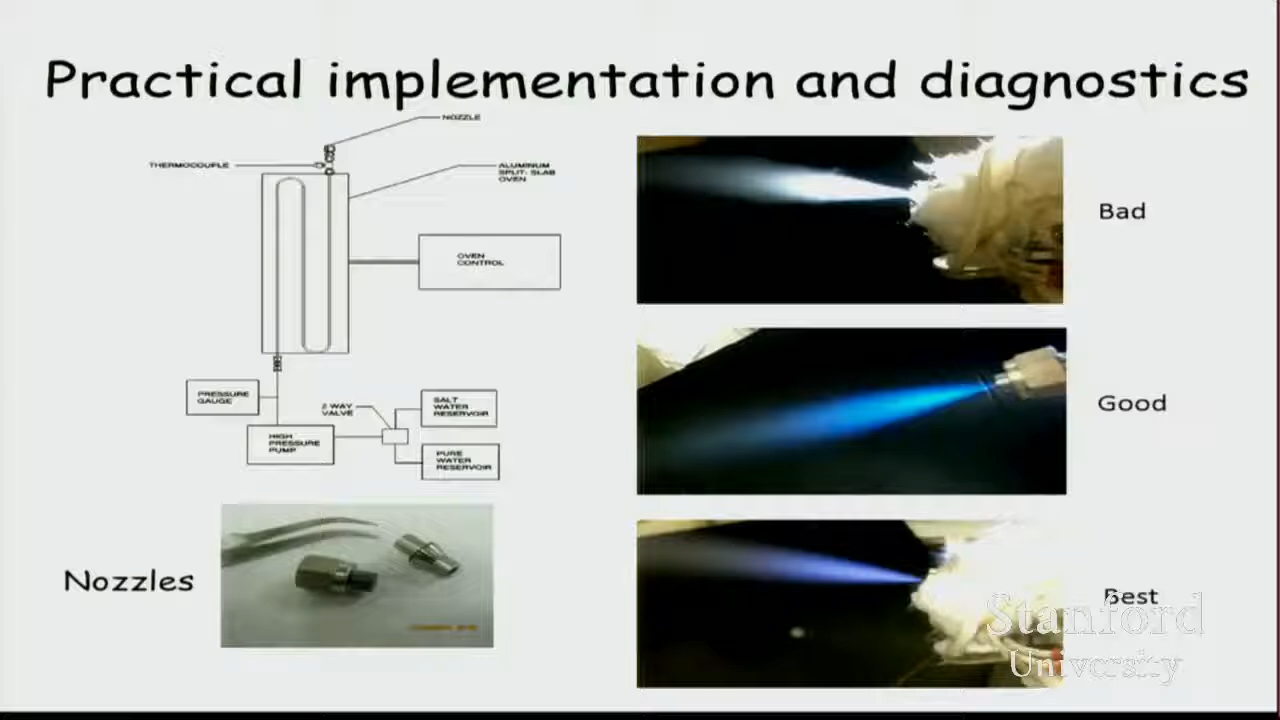 Practical implementation and diagnostics
NOZZLE
THERMOCOUPLE
ALUMINUM
SPLIT-SLAB
OVEN
OVEN
CONTROL
PRESSURE
GAUGE
2 WAY
VALVE
SALT
WATER
RESERVOIR
HIGH
PRESSURE
PUMP
PURE
WATER
RESERVOIR
Nozzles
Bad
Good
Best
Stanford
University